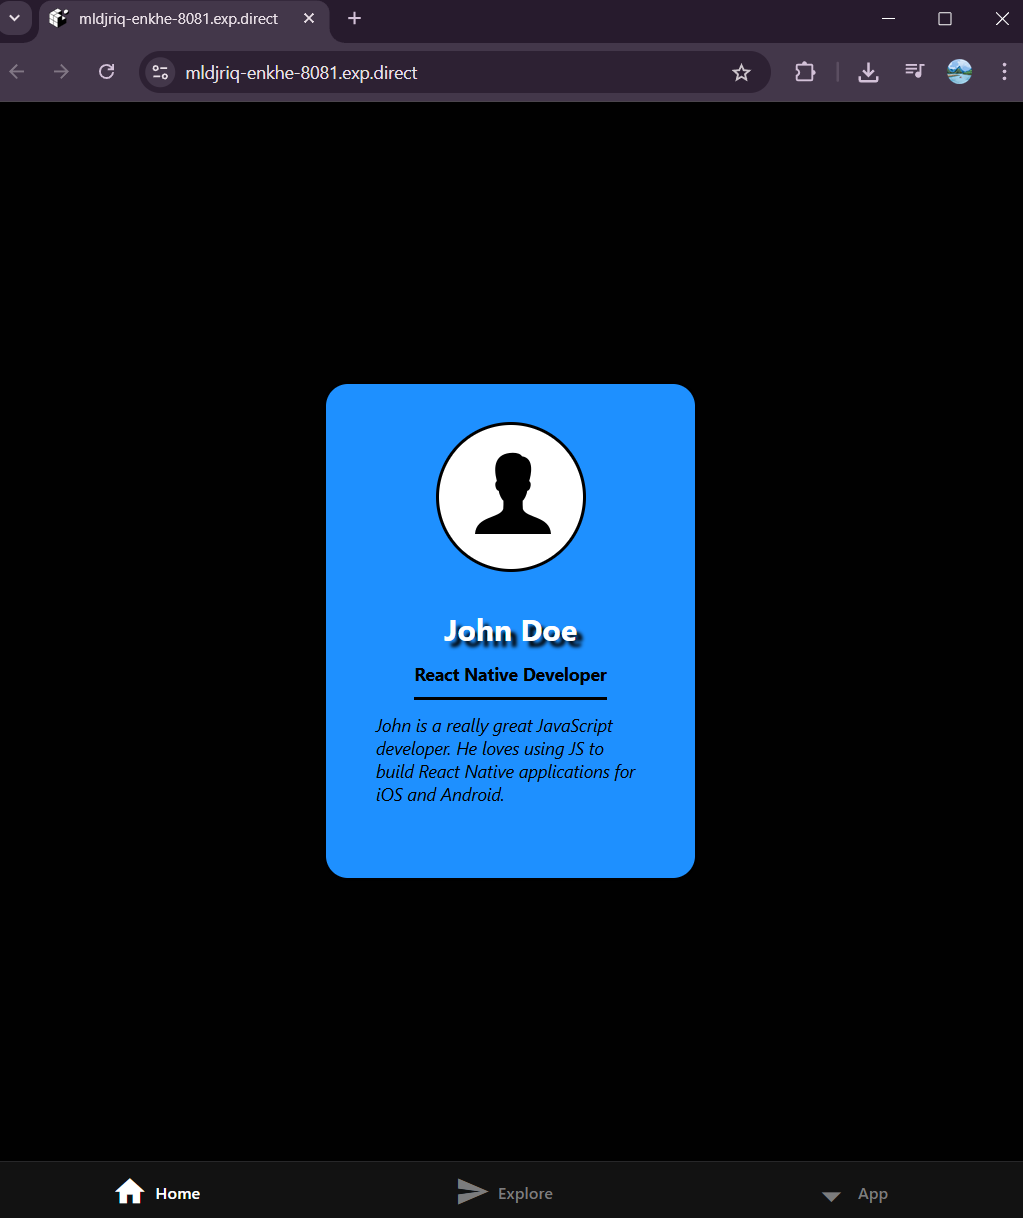 mldjriq-enkhe-8081.exp.direct
mldjriq-enkhe-8081.exp.direct
John Doe
React Native Developer
John is a really great JavaScript
developer. He loves using JS to
build React Native applications for
iOS and Android.
Home
Explore
App